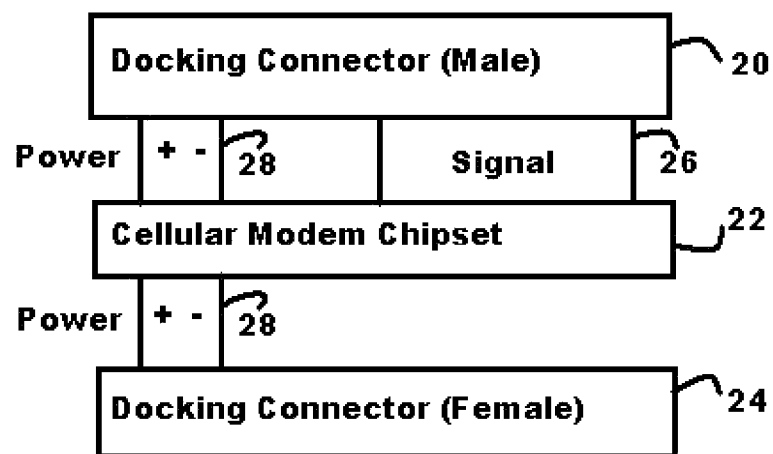 Docking Connector (Male)
20
Power
+ -
28
Signal
26
Cellular Modem Chipset
22
Power
+ -
28
Docking Connector (Female)
24